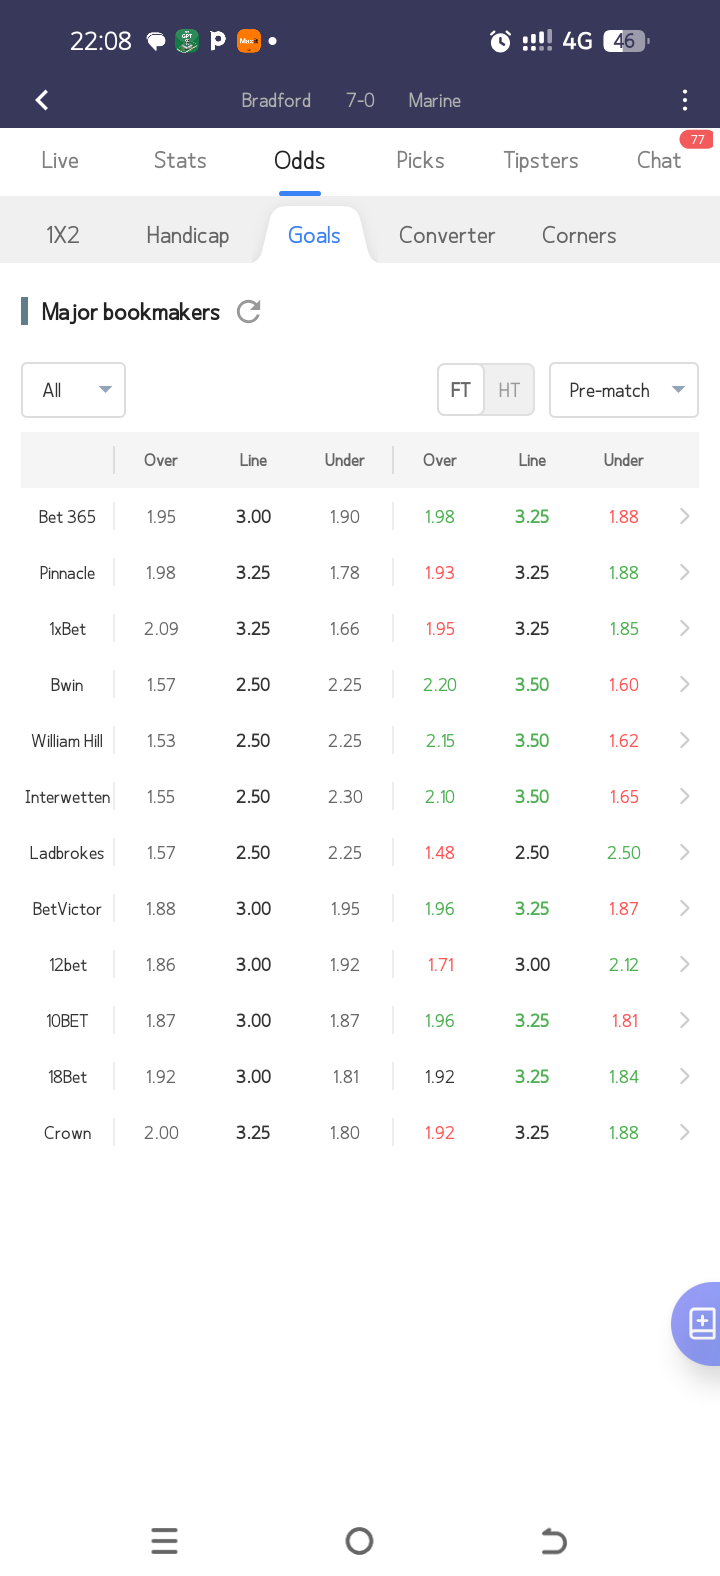 22:08 4G 46
Bradford 7-0 Marine
Live Stats Odds Picks Tipsters Chat 77
1X2 Handicap Goals Converter Corners
Major bookmakers
All FT HT Pre-match
Over Line Under Over Line Under
Bet 365 1.95 3.00 1.90 1.98 3.25 1.88
Pinnacle 1.98 3.25 1.78 1.93 3.25 1.88
1xBet 2.09 3.25 1.66 1.95 3.25 1.85
Bwin 1.57 2.50 2.25 2.20 3.50 1.60
William Hill 1.53 2.50 2.25 2.15 3.50 1.62
Interwetten 1.55 2.50 2.30 2.10 3.50 1.65
Ladbrokes 1.57 2.50 2.25 1.48 2.50 2.50
BetVictor 1.88 3.00 1.95 1.96 3.25 1.87
12bet 1.86 3.00 1.92 1.71 3.00 2.12
10BET 1.87 3.00 1.87 1.96 3.25 1.81
18Bet 1.92 3.00 1.81 1.92 3.25 1.84
Crown 2.00 3.25 1.80 1.92 3.25 1.88